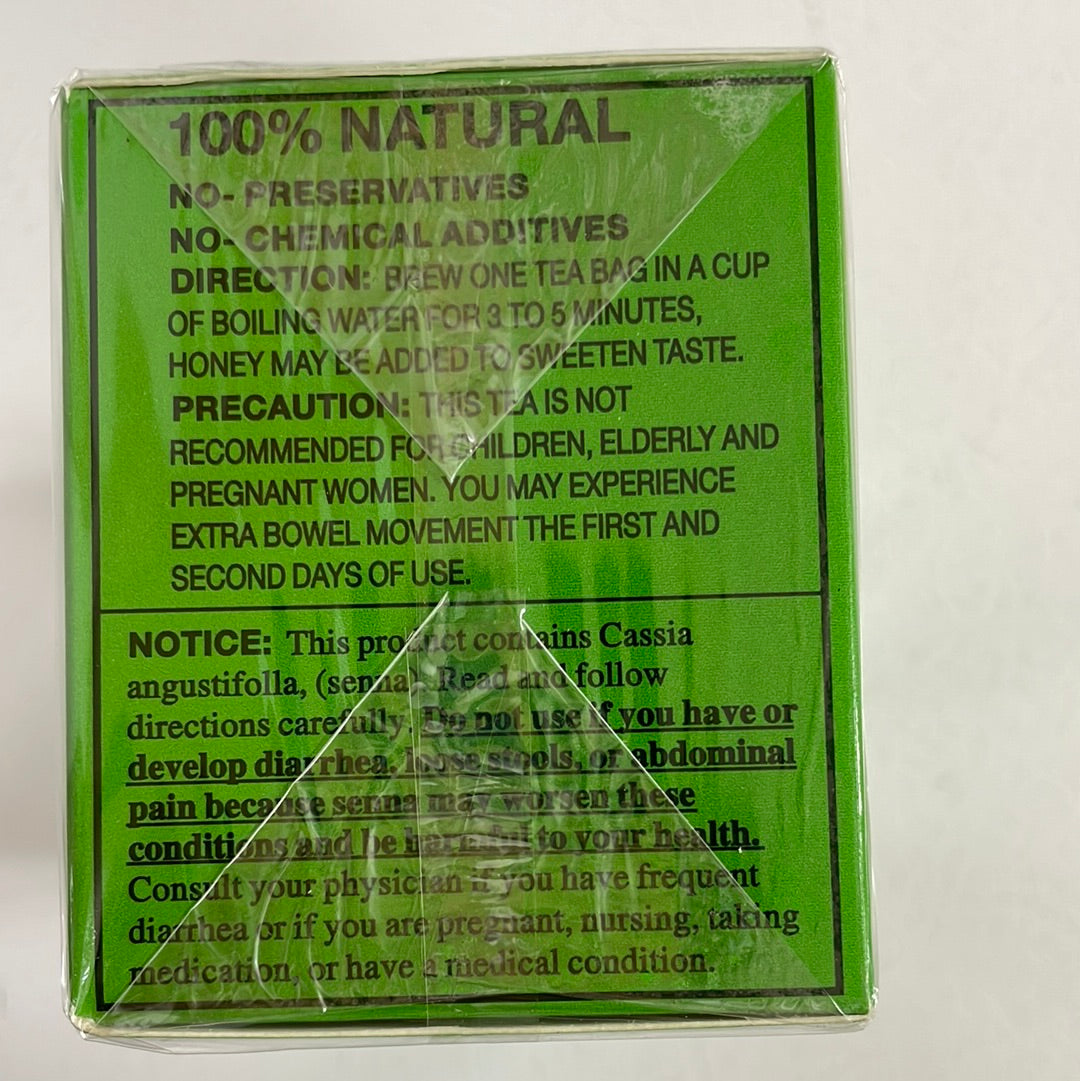 100% NATURAL
NO- PRESERVATIVES
NO- CHEMICAL ADDITIVES
DIRECTION: BREW ONE TEA BAG IN A CUP
OF BOILING WATER FOR 3 TO 5 MINUTES,
HONEY MAY BE ADDED TO SWEETEN TASTE.
PRECAUTION: THIS TEA IS NOT
RECOMMENDED FOR CHILDREN, ELDERLY AND
PREGNANT WOMEN. YOU MAY EXPERIENCE
EXTRA BOWEL MOVEMENT THE FIRST AND
SECOND DAYS OF USE.
NOTICE: This product contains Cassia
angustifolla, (senna). Read and follow
directions carefully. Do not use if you have or
develop diarrhea, loose stools, or abdominal
pain because senna may worsen these
conditions and be harmful to your health.
Consult your physician if you have frequent
diarrhea or if you are pregnant, nursing, taking
medication, or have a medical condition.